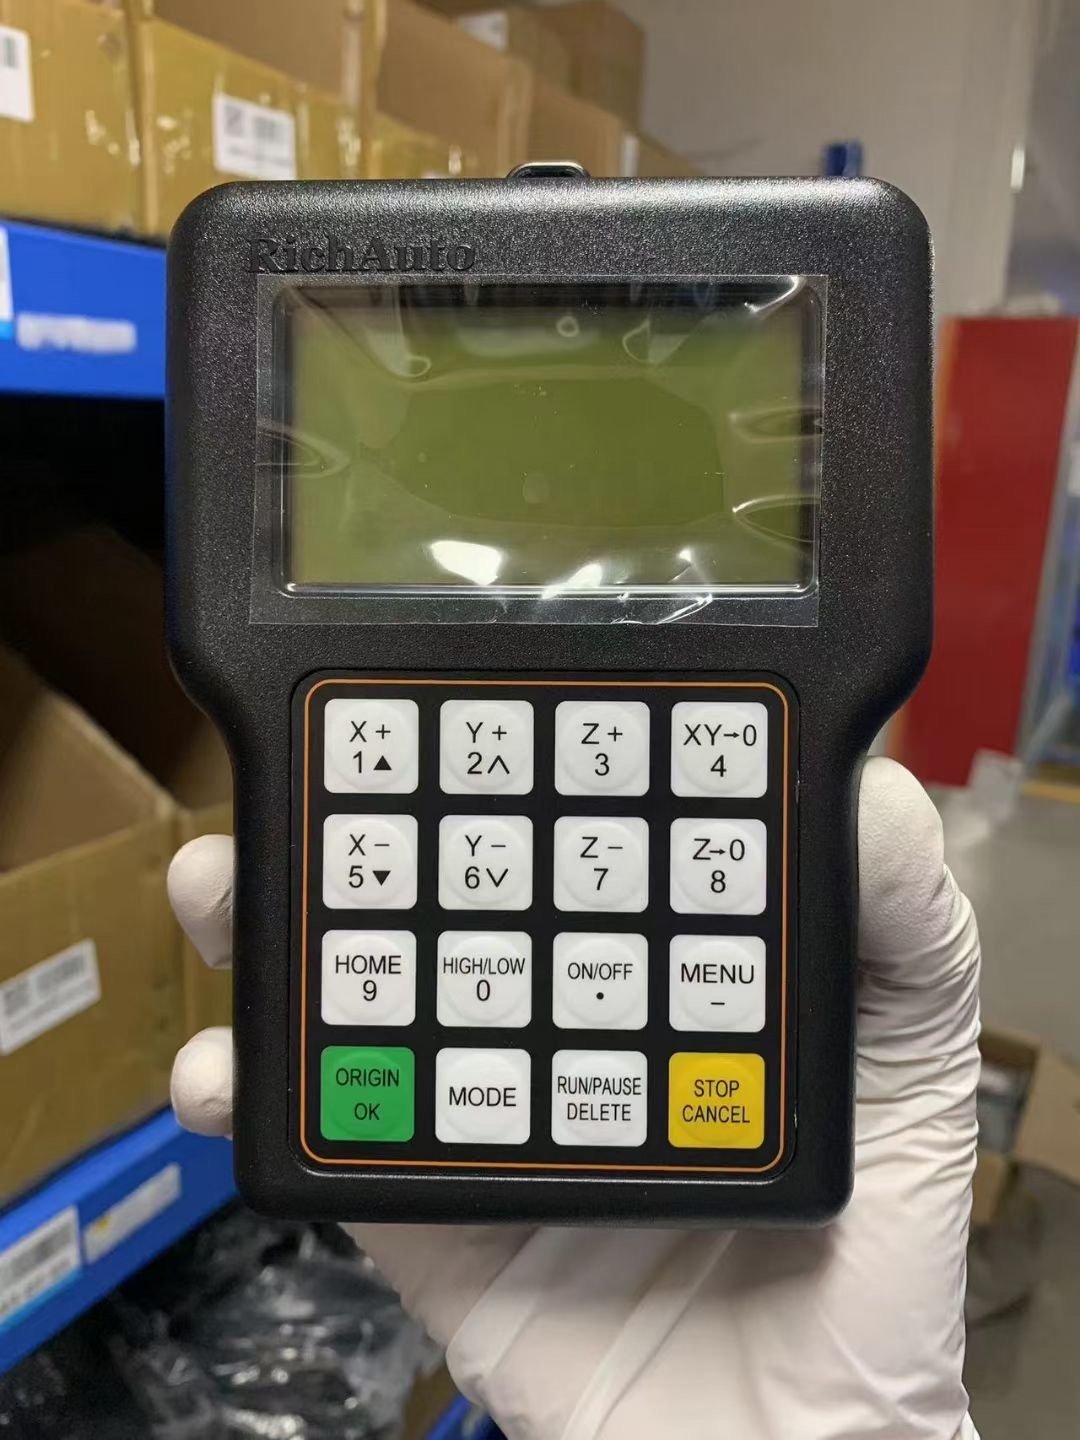 RichAuto
X+
1▲
Y+
2∧
Z+
3
XY→0
4
X−
5▼
Y−
6∨
Z−
7
Z→0
8
HOME
9
HIGH/LOW
0
ON/OFF
•
MENU
−
ORIGIN
OK
MODE
RUN/PAUSE
DELETE
STOP
CANCEL